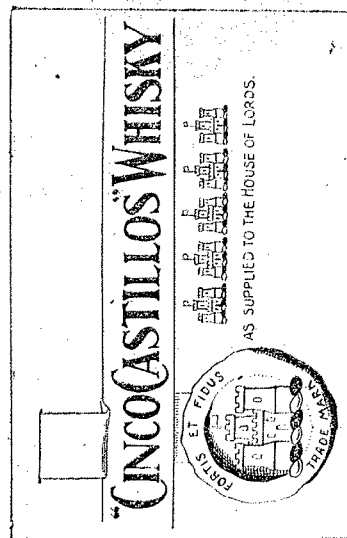 "CINCO CASTILLOS" WHISKY
AS SUPPLIED TO THE HOUSE OF LORDS.
FORTIS ET FIDUS
TRADE MARK